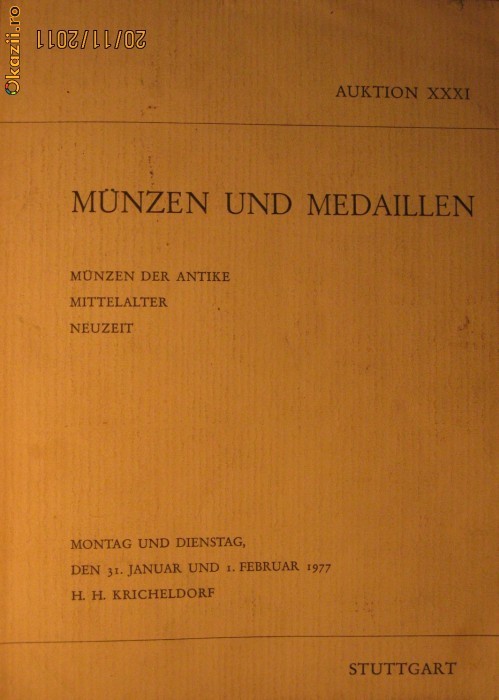 Okazii.ro
20/11/2011
AUKTION XXXI
MÜNZEN UND MEDAILLEN
MÜNZEN DER ANTIKE
MITTELALTER
NEUZEIT
MONTAG UND DIENSTAG,
DEN 31. JANUAR UND 1. FEBRUAR 1977
H. H. KRICHELDORF
STUTTGART